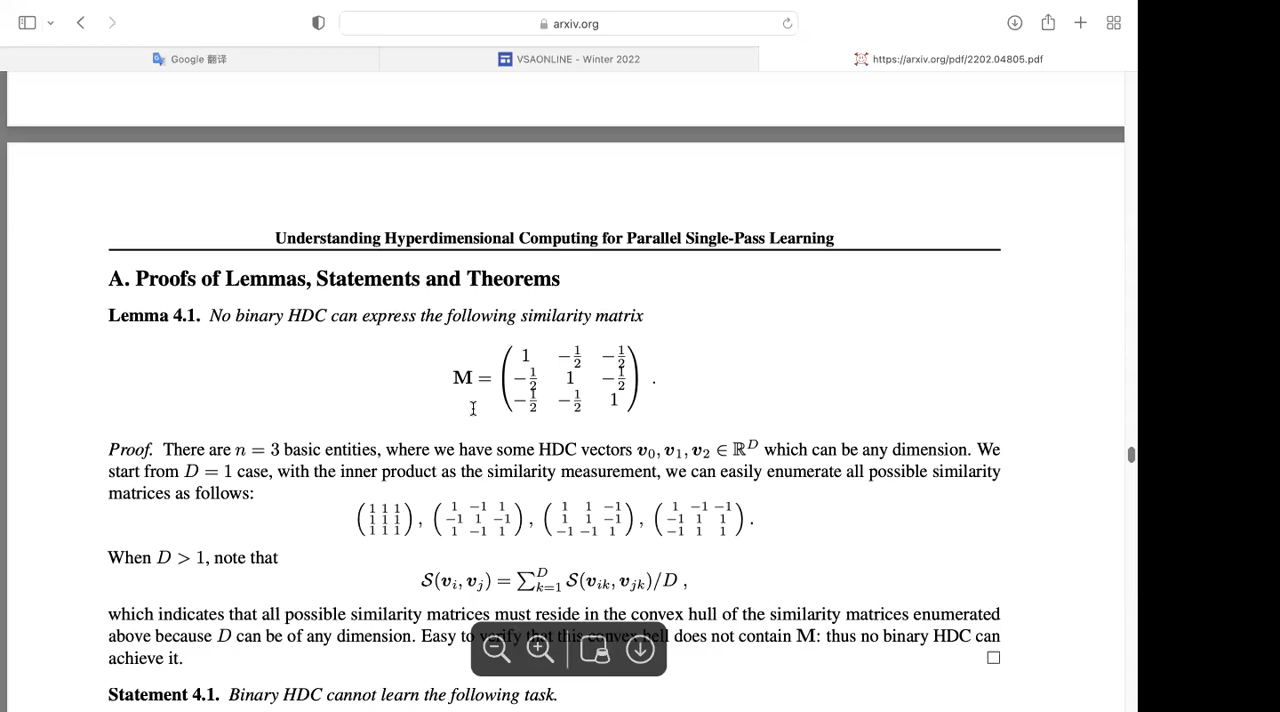 arxiv.org
Google 翻译
VSAONLINE - Winter 2022
https://arxiv.org/pdf/2202.04805.pdf
Understanding Hyperdimensional Computing for Parallel Single-Pass Learning
A. Proofs of Lemmas, Statements and Theorems
Lemma 4.1. No binary HDC can express the following similarity matrix
M = ( 1 -1/2 -1/2
-1/2 1 -1/2
-1/2 -1/2 1 ) .
Proof. There are n = 3 basic entities, where we have some HDC vectors v0, v1, v2 ∈ ℝ^D which can be any dimension. We
start from D = 1 case, with the inner product as the similarity measurement, we can easily enumerate all possible similarity
matrices as follows:
( 1 1 1 ) , ( 1 -1 1 ) , ( 1 1 -1 ) , ( 1 -1 -1 ) .
( 1 1 1 ) ( -1 1 -1 ) ( 1 1 -1 ) ( -1 1 1 )
( 1 1 1 ) ( 1 -1 1 ) ( -1 -1 1 ) ( -1 1 1 )
When D > 1, note that
S(vi, vj) = ∑_{k=1}^D S(vik, vjk)/D ,
which indicates that all possible similarity matrices must reside in the convex hull of the similarity matrices enumerated
above because D can be of any dimension. Easy to verify that this convex hell does not contain M: thus no binary HDC can
achieve it. □
Statement 4.1. Binary HDC cannot learn the following task.